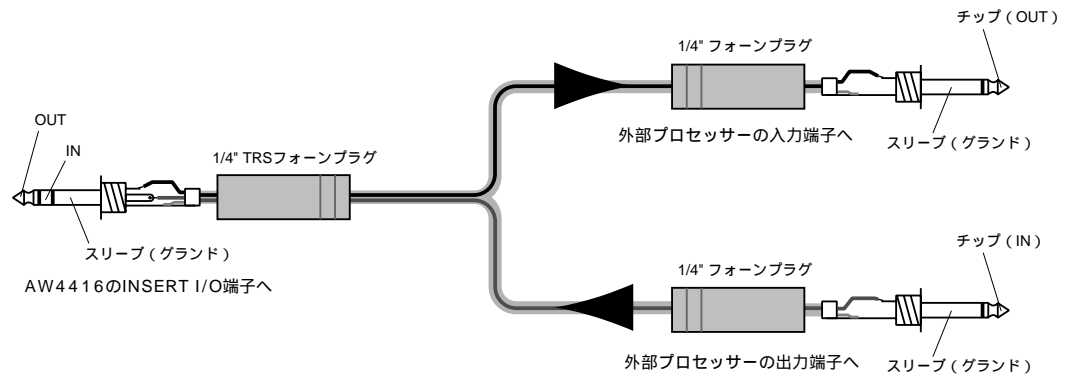 OUT
IN
1/4" TRSフォーンプラグ
スリーブ ( グランド )
AW4416のINSERT I/O端子へ
チップ ( OUT )
1/4" フォーンプラグ
外部プロセッサーの入力端子へ
スリーブ ( グランド )
チップ ( IN )
1/4" フォーンプラグ
外部プロセッサーの出力端子へ
スリーブ ( グランド )